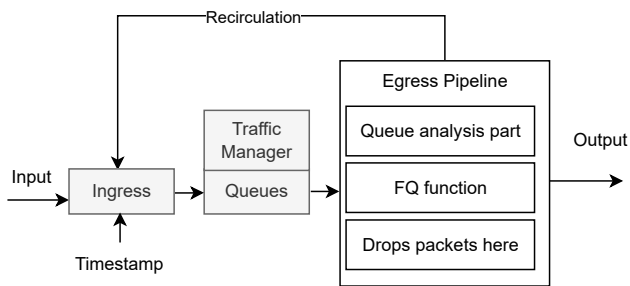 Recirculation
Egress Pipeline
Traffic
Manager
Queue analysis part
Output
Input
Ingress
Queues
FQ function
Drops packets here
Timestamp